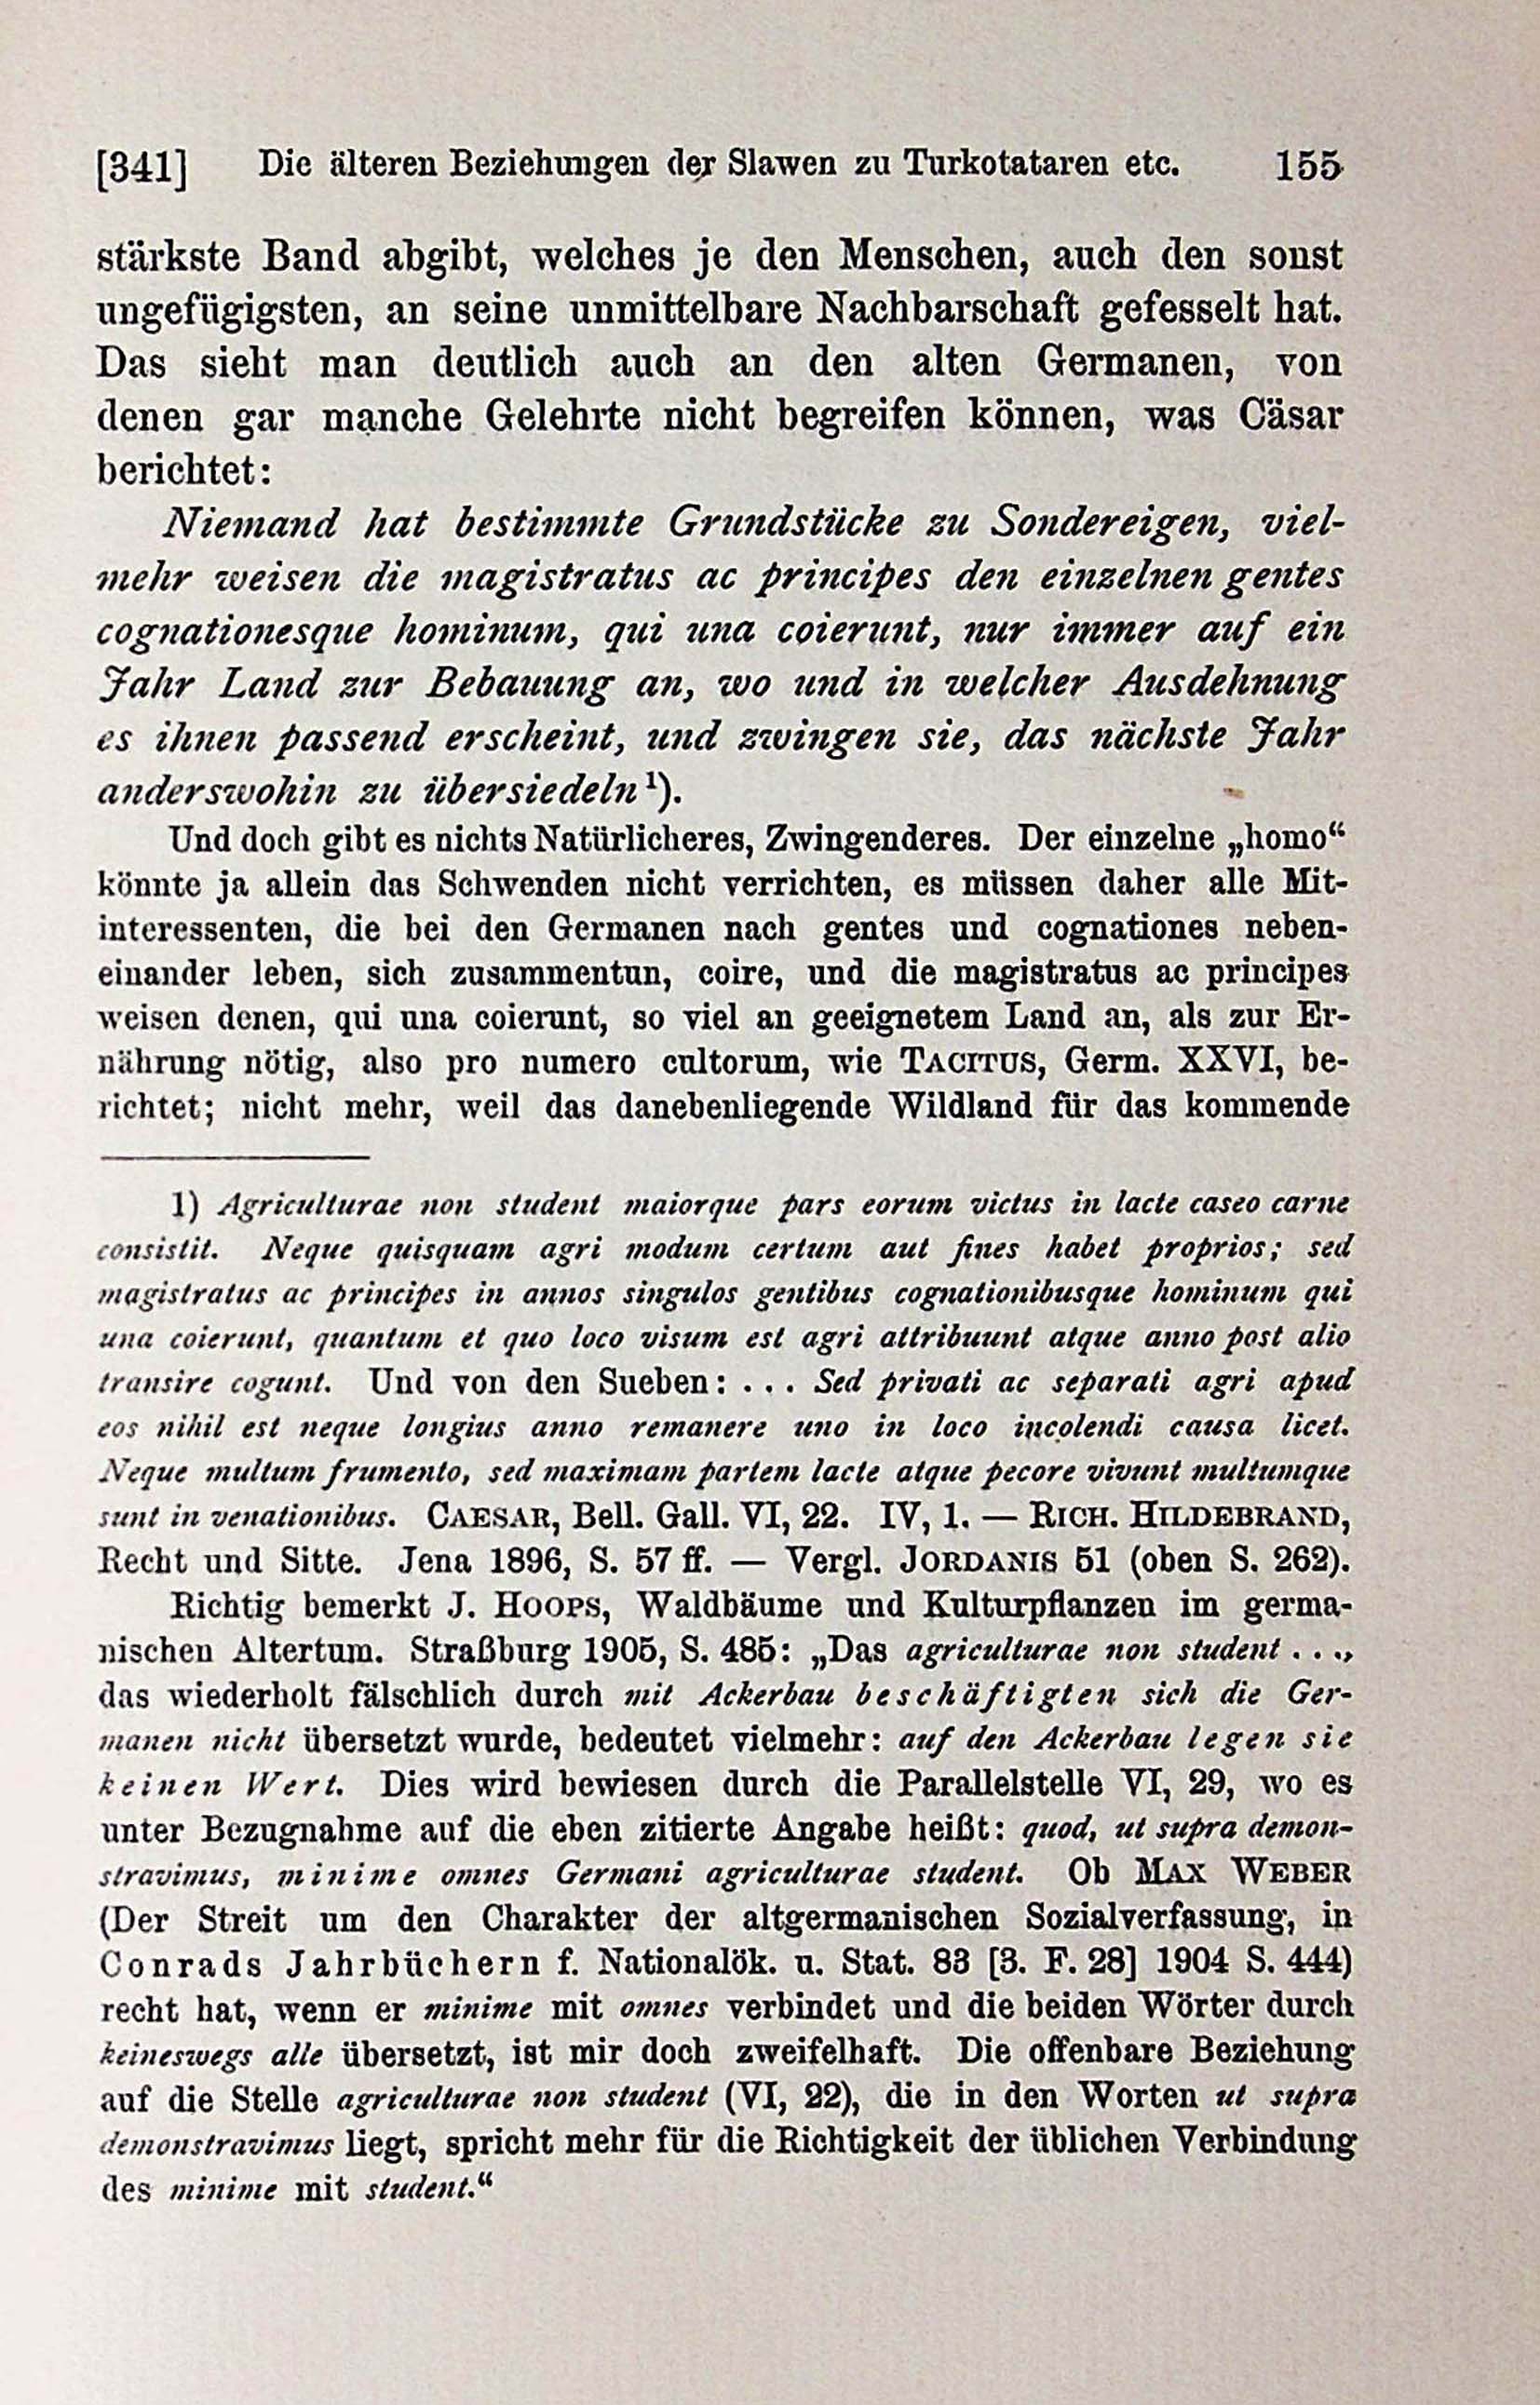 [341] Die älteren Beziehungen der Slawen zu Turkotataren etc. 155
stärkste Band abgibt, welches je den Menschen, auch den sonst
ungefügigsten, an seine unmittelbare Nachbarschaft gefesselt hat.
Das sieht man deutlich auch an den alten Germanen, von
denen gar manche Gelehrte nicht begreifen können, was Cäsar
berichtet:
Niemand hat bestimmte Grundstücke zu Sondereigen, viel-
mehr weisen die magistratus ac principes den einzelnen gentes
cognationesque hominum, qui una coierunt, nur immer auf ein
Jahr Land zur Bebauung an, wo und in welcher Ausdehnung
es ihnen passend erscheint, und zwingen sie, das nächste Jahr
anderswohin zu übersiedeln¹).
Und doch gibt es nichts Natürlicheres, Zwingenderes. Der einzelne „homo“
könnte ja allein das Schwenden nicht verrichten, es müssen daher alle Mit-
interessenten, die bei den Germanen nach gentes und cognationes neben-
einander leben, sich zusammentun, coire, und die magistratus ac principes
weisen denen, qui una coierunt, so viel an geeignetem Land an, als zur Er-
nährung nötig, also pro numero cultorum, wie TACITUS, Germ. XXVI, be-
richtet; nicht mehr, weil das danebenliegende Wildland für das kommende
1) Agriculturae non student maiorque pars eorum victus in lacte caseo carne
consistit. Neque quisquam agri modum certum aut fines habet proprios; sed
magistratus ac principes in annos singulos gentibus cognationibusque hominum qui
una coierunt, quantum et quo loco visum est agri attribuunt atque anno post alio
transire cogunt. Und von den Sueben: . . . Sed privati ac separati agri apud
eos nihil est neque longius anno remanere uno in loco incolendi causa licet.
Neque multum frumento, sed maximam partem lacte atque pecore vivunt multumque
sunt in venationibus. CAESAR, Bell. Gall. VI, 22. IV, 1. — RICH. HILDEBRAND,
Recht und Sitte. Jena 1896, S. 57 ff. — Vergl. JORDANIS 51 (oben S. 262).
Richtig bemerkt J. HOOPS, Waldbäume und Kulturpflanzen im germa-
nischen Altertum. Straßburg 1905, S. 485: „Das agriculturae non student . . .,
das wiederholt fälschlich durch mit Ackerbau beschäftigten sich die Ger-
manen nicht übersetzt wurde, bedeutet vielmehr: auf den Ackerbau legen sie
keinen Wert. Dies wird bewiesen durch die Parallelstelle VI, 29, wo es
unter Bezugnahme auf die eben zitierte Angabe heißt: quod, ut supra demon-
stravimus, minime omnes Germani agriculturae student. Ob MAX WEBER
(Der Streit um den Charakter der altgermanischen Sozialverfassung, in
Conrads Jahrbüchern f. Nationalök. u. Stat. 83 [3. F. 28] 1904 S. 444)
recht hat, wenn er minime mit omnes verbindet und die beiden Wörter durch
keineswegs alle übersetzt, ist mir doch zweifelhaft. Die offenbare Beziehung
auf die Stelle agriculturae non student (VI, 22), die in den Worten ut supra
demonstravimus liegt, spricht mehr für die Richtigkeit der üblichen Verbindung
des minime mit student.“